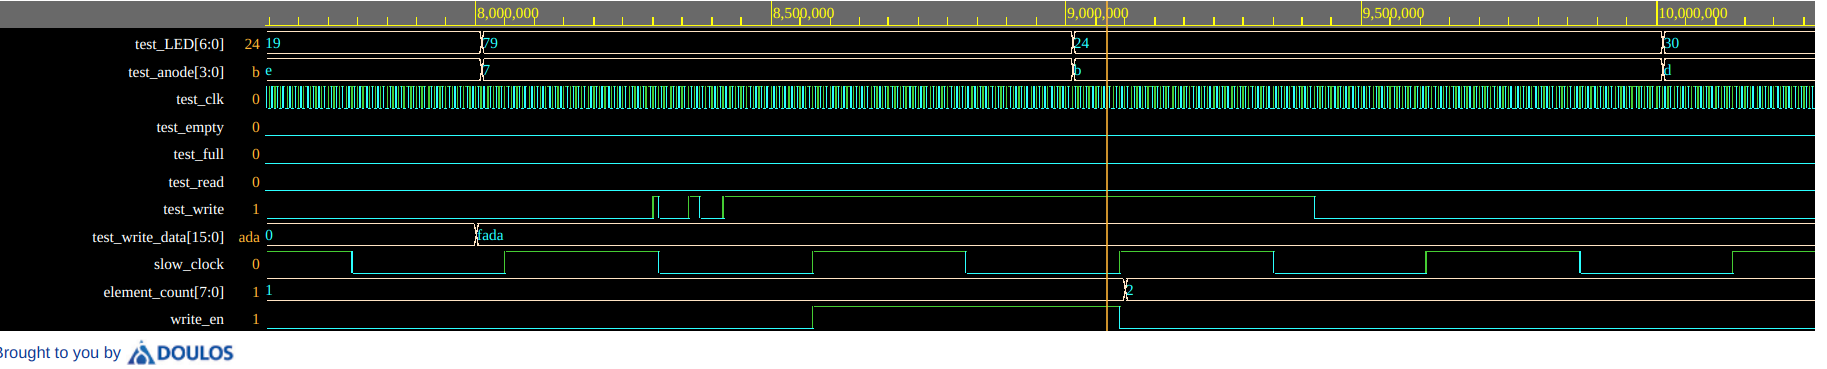 8,000,000 8,500,000 9,000,000 9,500,000 10,000,000
test_LED[6:0] 24 19 79 24 30
test_anode[3:0] b e 7 b d
test_clk 0
test_empty 0
test_full 0
test_read 0
test_write 1
test_write_data[15:0] ada 0 fada
slow_clock 0
element_count[7:0] 1 1 2
write_en 1
Brought to you by DOULOS